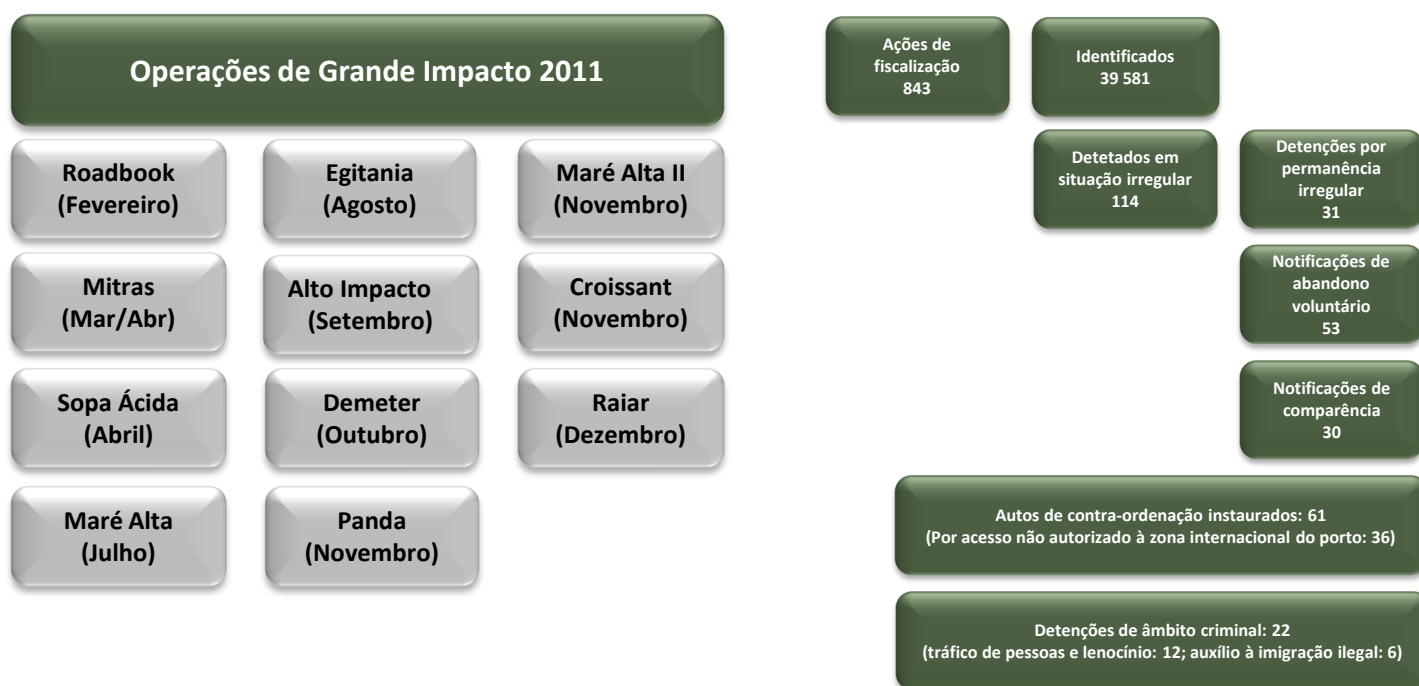 Operações de Grande Impacto 2011
Roadbook
(Fevereiro)
Egitania
(Agosto)
Maré Alta II
(Novembro)
Mitras
(Mar/Abr)
Alto Impacto
(Setembro)
Croissant
(Novembro)
Sopa Ácida
(Abril)
Demeter
(Outubro)
Raiar
(Dezembro)
Maré Alta
(Julho)
Panda
(Novembro)
Ações de
fiscalização
843
Identificados
39 581
Detetados em
situação irregular
114
Detenções por
permanência
irregular
31
Notificações de
abandono
voluntário
53
Notificações de
comparência
30
Autos de contra-ordenação instaurados: 61
(Por acesso não autorizado à zona internacional do porto: 36)
Detenções de âmbito criminal: 22
(tráfico de pessoas e lenocínio: 12; auxílio à imigração ilegal: 6)